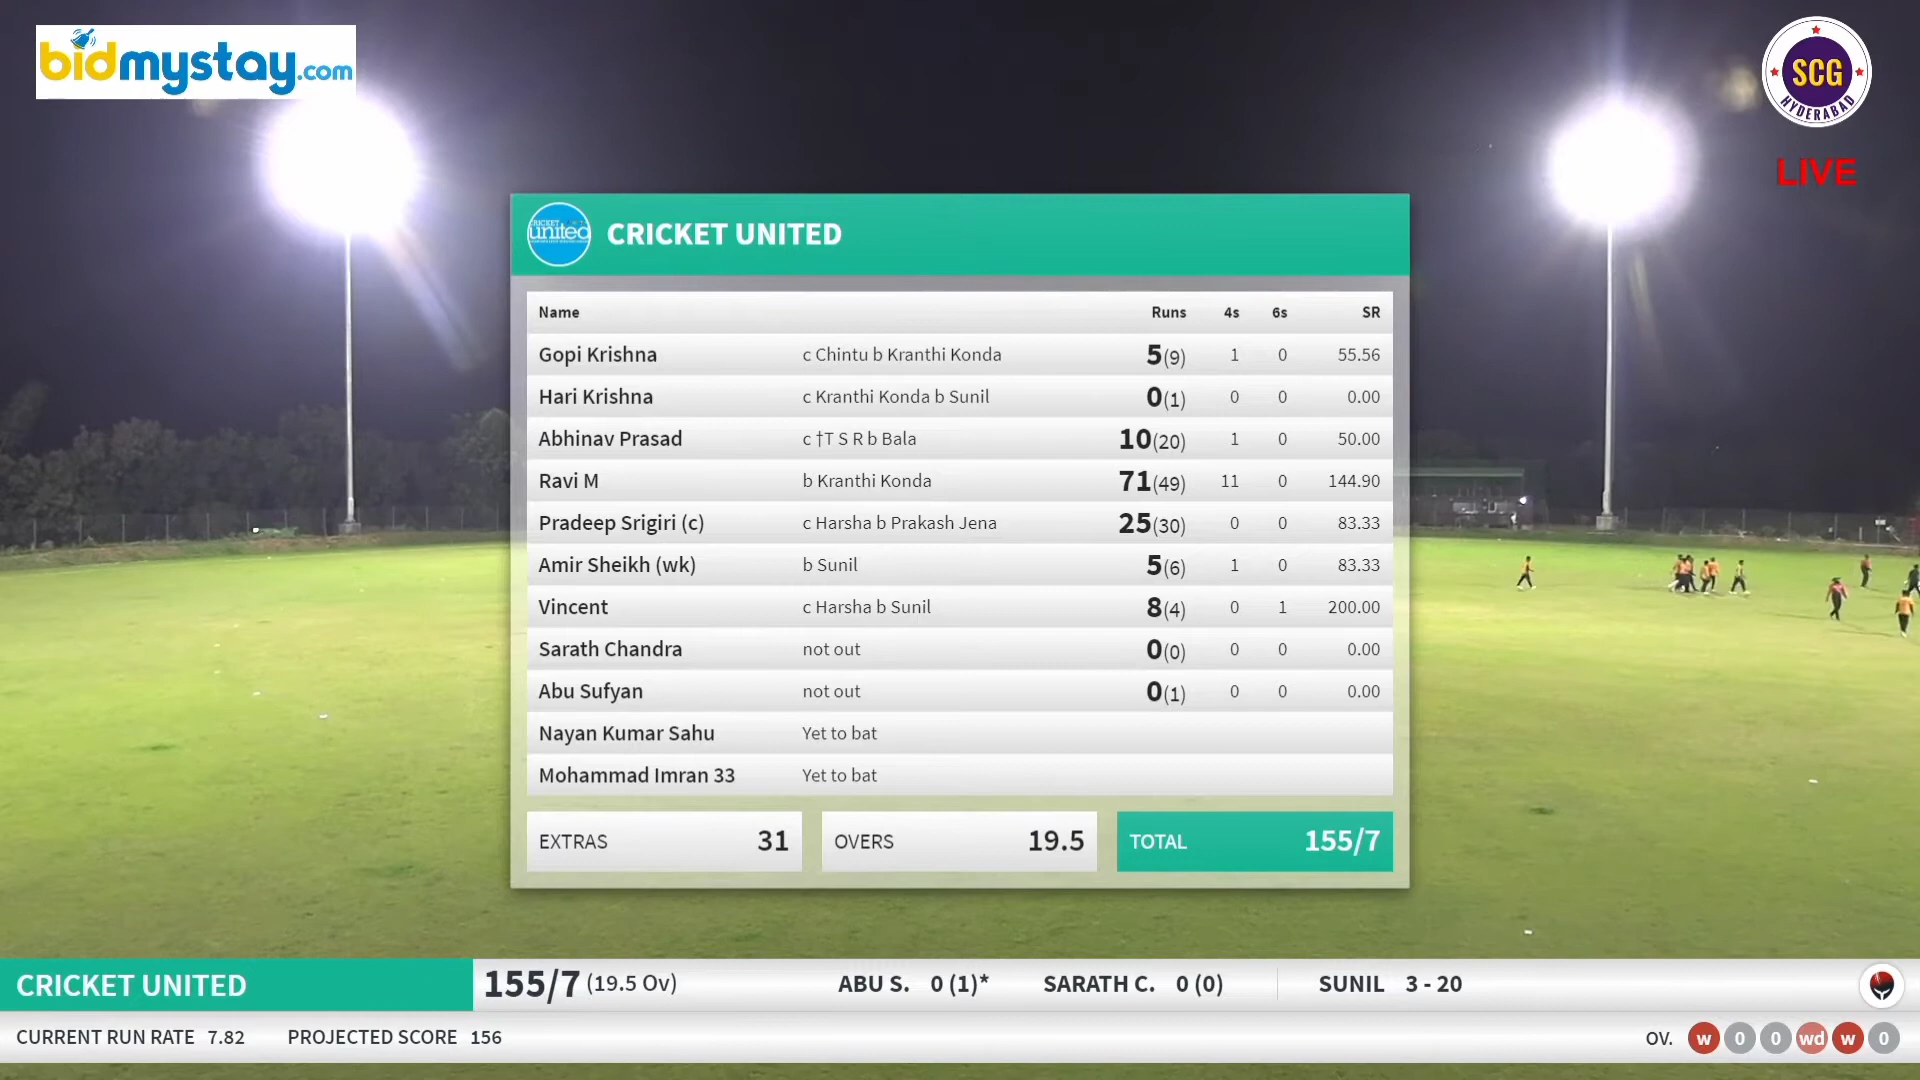 bidmystay.com
SCG
HYDERABAD
LIVE
CRICKET
united
CRICKET UNITED
Name Runs 4s 6s SR
Gopi Krishna c Chintu b Kranthi Konda 5(9) 1 0 55.56
Hari Krishna c Kranthi Konda b Sunil 0(1) 0 0 0.00
Abhinav Prasad c †T S R b Bala 10(20) 1 0 50.00
Ravi M b Kranthi Konda 71(49) 11 0 144.90
Pradeep Srigiri (c) c Harsha b Prakash Jena 25(30) 0 0 83.33
Amir Sheikh (wk) b Sunil 5(6) 1 0 83.33
Vincent c Harsha b Sunil 8(4) 0 1 200.00
Sarath Chandra not out 0(0) 0 0 0.00
Abu Sufyan not out 0(1) 0 0 0.00
Nayan Kumar Sahu Yet to bat
Mohammad Imran 33 Yet to bat
EXTRAS 31 OVERS 19.5 TOTAL 155/7
CRICKET UNITED 155/7 (19.5 Ov) ABU S. 0 (1)* SARATH C. 0 (0) SUNIL 3 - 20
CURRENT RUN RATE 7.82 PROJECTED SCORE 156 OV. w 0 0 wd w 0